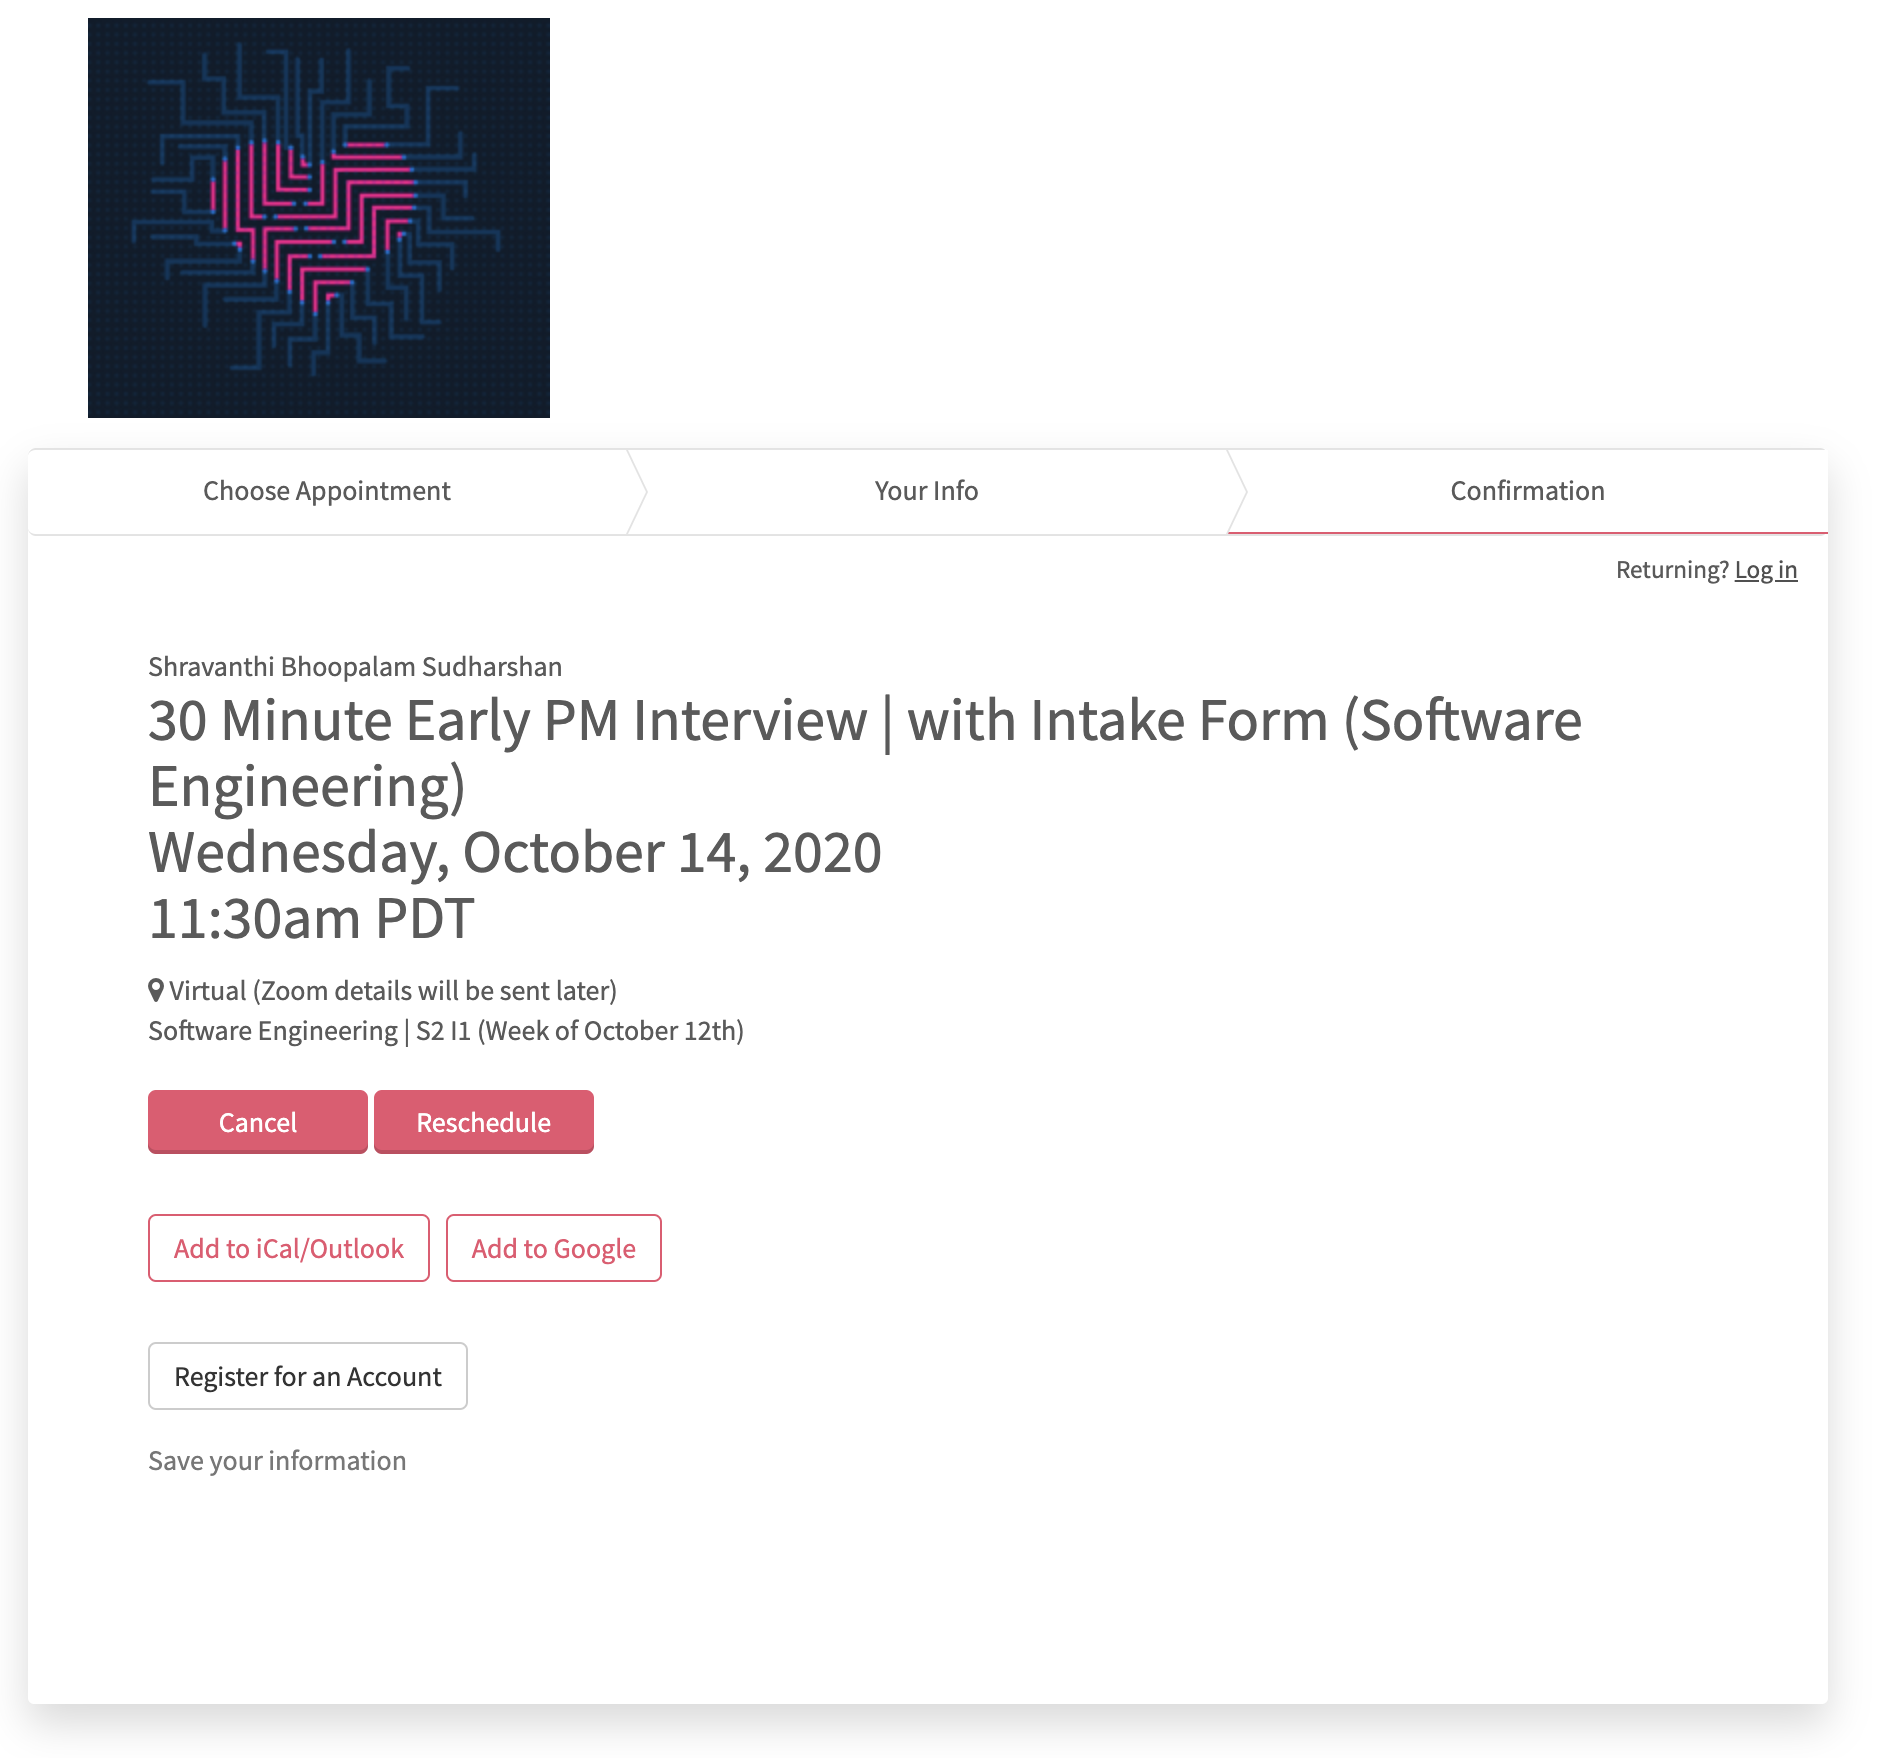 Choose Appointment
Your Info
Confirmation
Returning? Log in
Shravanthi Bhoopalam Sudharshan
30 Minute Early PM Interview | with Intake Form (Software
Engineering)
Wednesday, October 14, 2020
11:30am PDT
Virtual (Zoom details will be sent later)
Software Engineering | S2 I1 (Week of October 12th)
Cancel
Reschedule
Add to iCal/Outlook
Add to Google
Register for an Account
Save your information